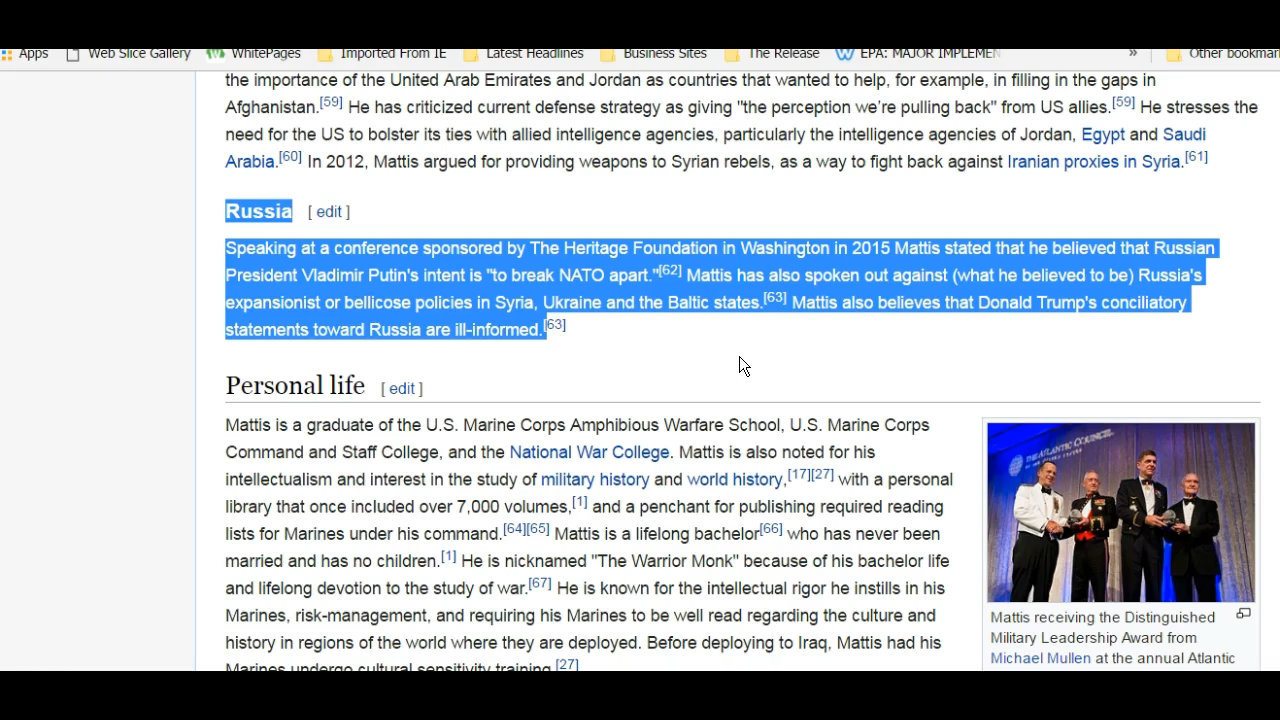 Apps Web Slice Gallery WhitePages Imported From IE Latest Headlines Business Sites The Release EPA: MAJOR IMPLEMEN » Other bookmar
the importance of the United Arab Emirates and Jordan as countries that wanted to help, for example, in filling in the gaps in
Afghanistan.[59] He has criticized current defense strategy as giving "the perception we're pulling back" from US allies.[59] He stresses the
need for the US to bolster its ties with allied intelligence agencies, particularly the intelligence agencies of Jordan, Egypt and Saudi
Arabia.[60] In 2012, Mattis argued for providing weapons to Syrian rebels, as a way to fight back against Iranian proxies in Syria.[61]
Russia [ edit ]
Speaking at a conference sponsored by The Heritage Foundation in Washington in 2015 Mattis stated that he believed that Russian
President Vladimir Putin's intent is "to break NATO apart."[62] Mattis has also spoken out against (what he believed to be) Russia's
expansionist or bellicose policies in Syria, Ukraine and the Baltic states.[63] Mattis also believes that Donald Trump's conciliatory
statements toward Russia are ill-informed.[63]
Personal life [ edit ]
Mattis is a graduate of the U.S. Marine Corps Amphibious Warfare School, U.S. Marine Corps
Command and Staff College, and the National War College. Mattis is also noted for his
intellectualism and interest in the study of military history and world history,[17][27] with a personal
library that once included over 7,000 volumes,[1] and a penchant for publishing required reading
lists for Marines under his command.[64][65] Mattis is a lifelong bachelor[66] who has never been
married and has no children.[1] He is nicknamed "The Warrior Monk" because of his bachelor life
and lifelong devotion to the study of war.[67] He is known for the intellectual rigor he instills in his
Marines, risk-management, and requiring his Marines to be well read regarding the culture and
history in regions of the world where they are deployed. Before deploying to Iraq, Mattis had his
Marines undergo cultural sensitivity training.[27]
THE ATLANTIC COUNCIL
Mattis receiving the Distinguished
Military Leadership Award from
Michael Mullen at the annual Atlantic